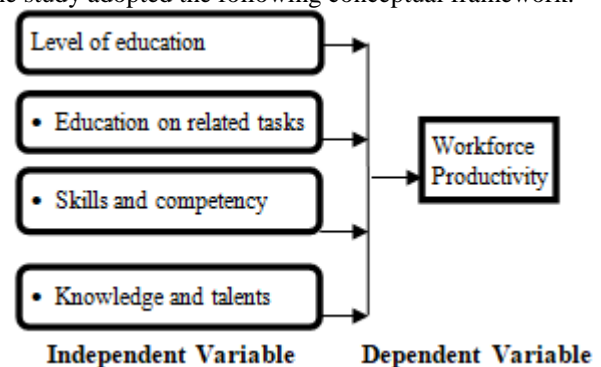 he study adopted the following conceptual framework.
Level of education
• Education on related tasks
• Skills and competency
• Knowledge and talents
Workforce
Productivity
Independent Variable
Dependent Variable